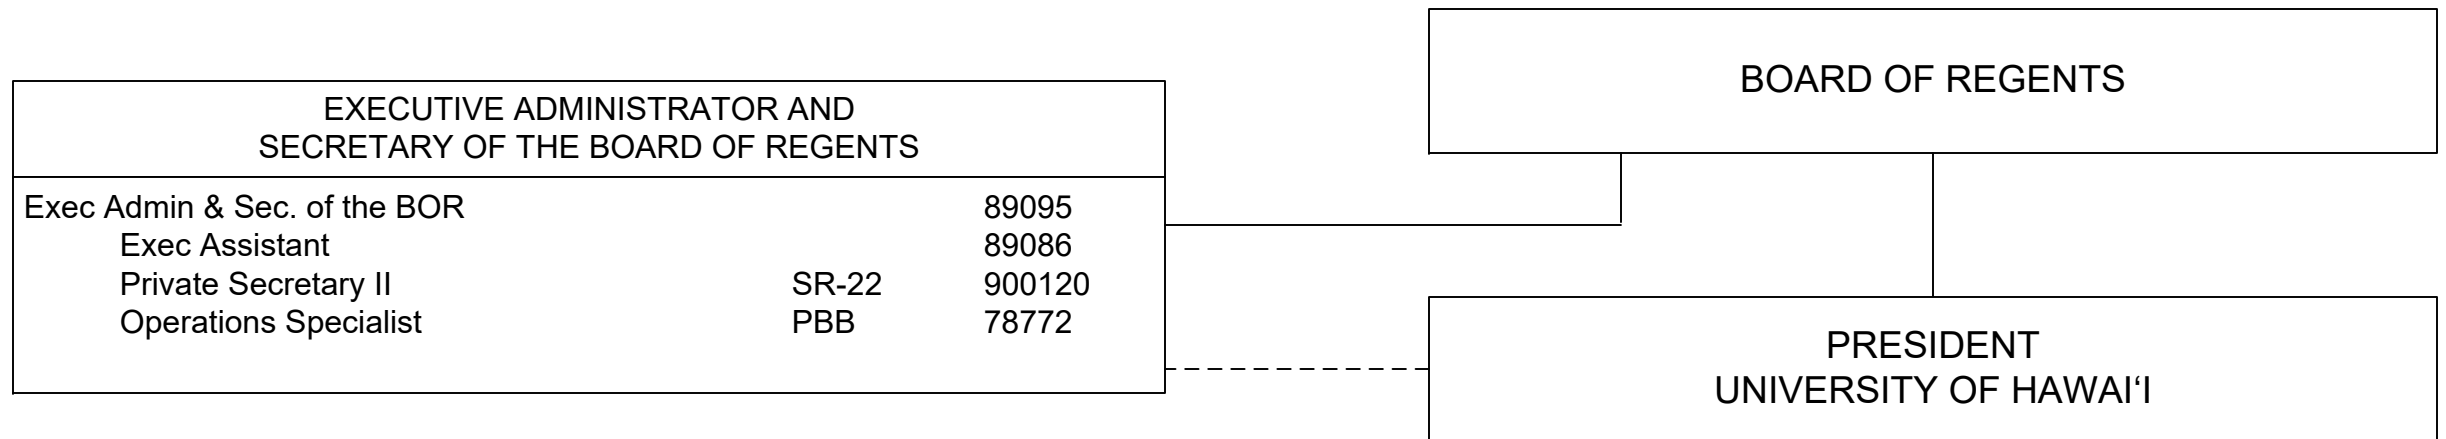 BOARD OF REGENTS
EXECUTIVE ADMINISTRATOR AND
SECRETARY OF THE BOARD OF REGENTS
Exec Admin & Sec. of the BOR 89095
Exec Assistant 89086
Private Secretary II SR-22 900120
Operations Specialist PBB 78772
PRESIDENT
UNIVERSITY OF HAWAI‘I